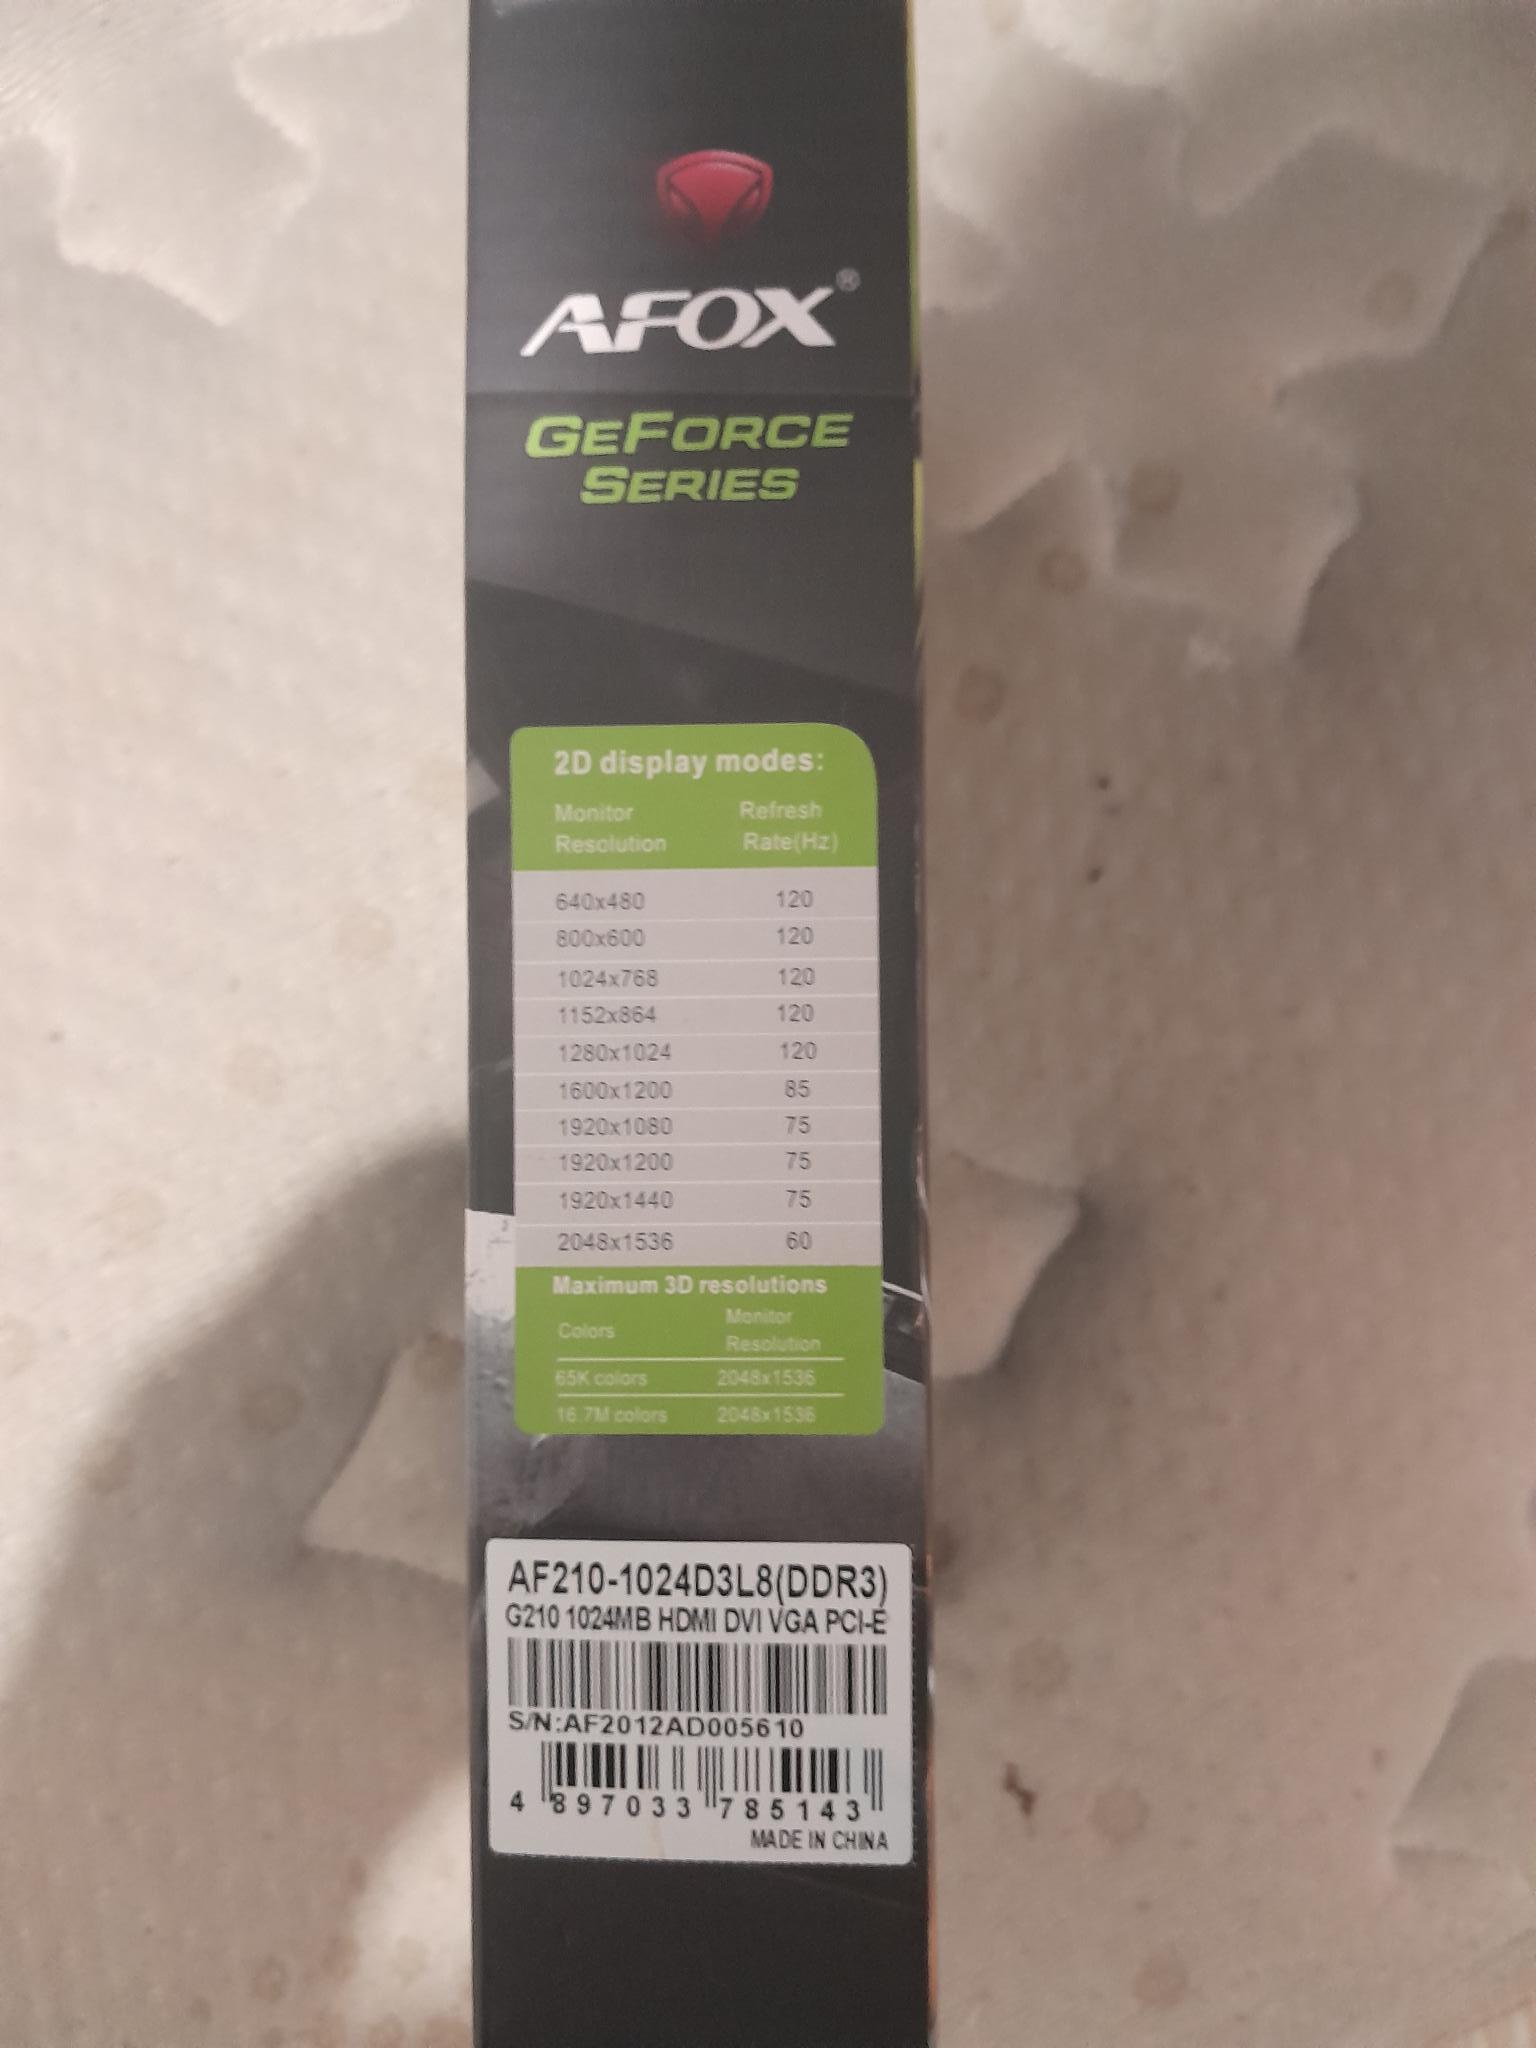 AFOX®
GEFORCE
SERIES
2D display modes:
Monitor Refresh
Resolution Rate(Hz)
640x480 120
800x600 120
1024x768 120
1152x864 120
1280x1024 120
1600x1200 85
1920x1080 75
1920x1200 75
1920x1440 75
2048x1536 60
Maximum 3D resolutions
Colors Monitor
Resolution
65K colors 2048x1536
16.7M colors 2048x1536
AF210-1024D3L8(DDR3)
G210 1024MB HDMI DVI VGA PCI-E
S/N:AF2012AD005610
4 897033 785143
MADE IN CHINA